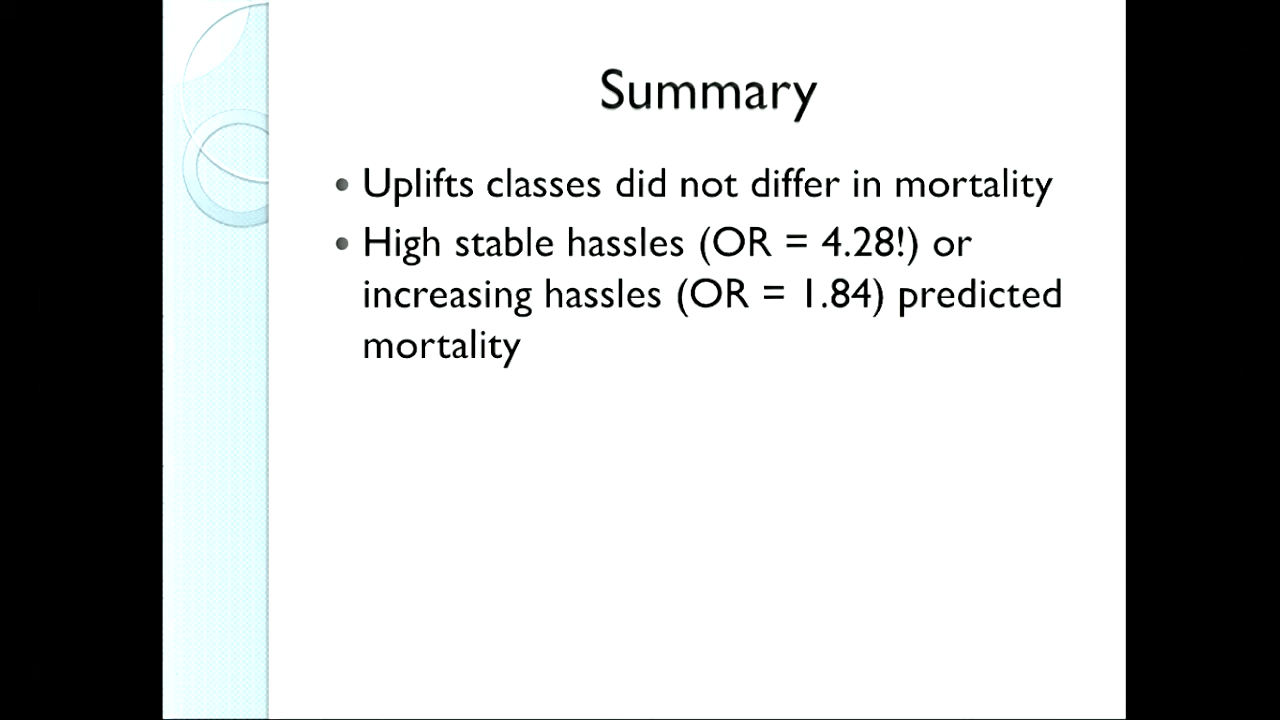 Summary
• Uplifts classes did not differ in mortality
• High stable hassles (OR = 4.28!) or
increasing hassles (OR = 1.84) predicted
mortality